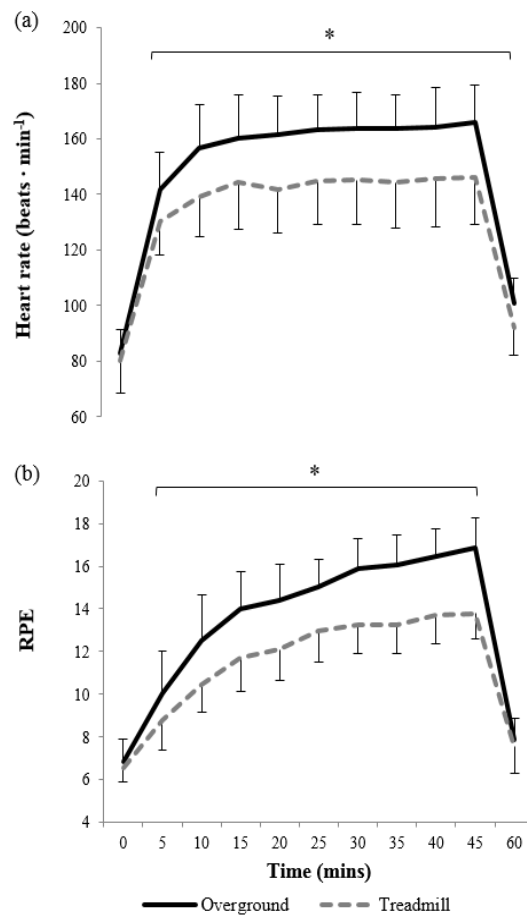 (a)
*
200
180
160
140
120
100
80
60
Heart rate (beats · min⁻¹)
(b)
*
20
18
16
14
12
10
8
6
4
RPE
0 5 10 15 20 25 30 35 40 45 60
Time (mins)
Overground Treadmill